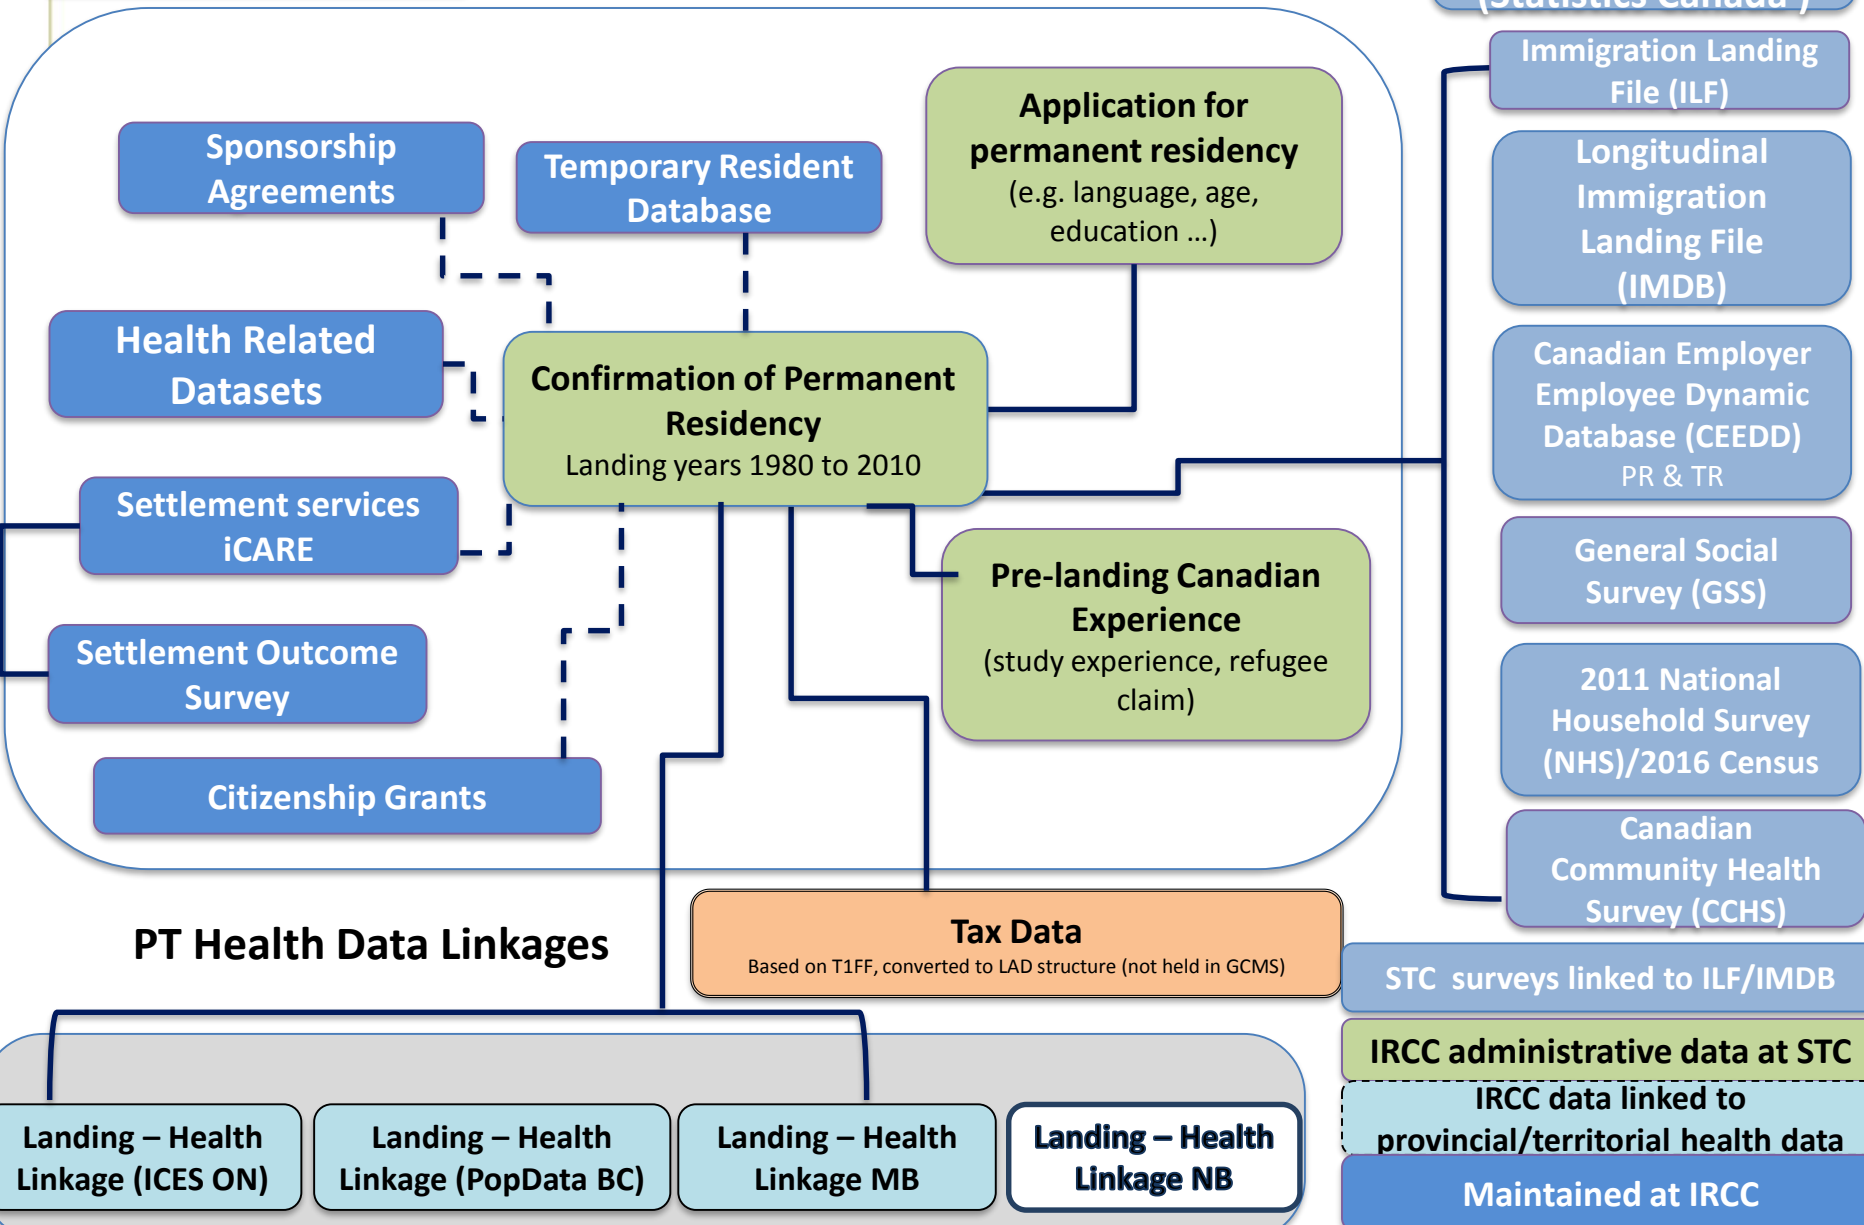 (Statistics Canada )
Immigration Landing
File (ILF)
Application for
permanent residency
(e.g. language, age,
education ...)
Sponsorship
Agreements
Temporary Resident
Database
Longitudinal
Immigration
Landing File
(IMDB)
Health Related
Datasets
Confirmation of Permanent
Residency
Landing years 1980 to 2010
Canadian Employer
Employee Dynamic
Database (CEEDD)
PR & TR
Settlement services
iCARE
Pre-landing Canadian
Experience
(study experience, refugee
claim)
General Social
Survey (GSS)
Settlement Outcome
Survey
2011 National
Household Survey
(NHS)/2016 Census
Citizenship Grants
Canadian
Community Health
Survey (CCHS)
PT Health Data Linkages
Tax Data
Based on T1FF, converted to LAD structure (not held in GCMS)
STC  surveys linked to ILF/IMDB
IRCC administrative data at STC
IRCC data linked to
provincial/territorial health data
Maintained at IRCC
Landing – Health
Linkage (ICES ON)
Landing – Health
Linkage (PopData BC)
Landing – Health
Linkage MB
Landing – Health
Linkage NB